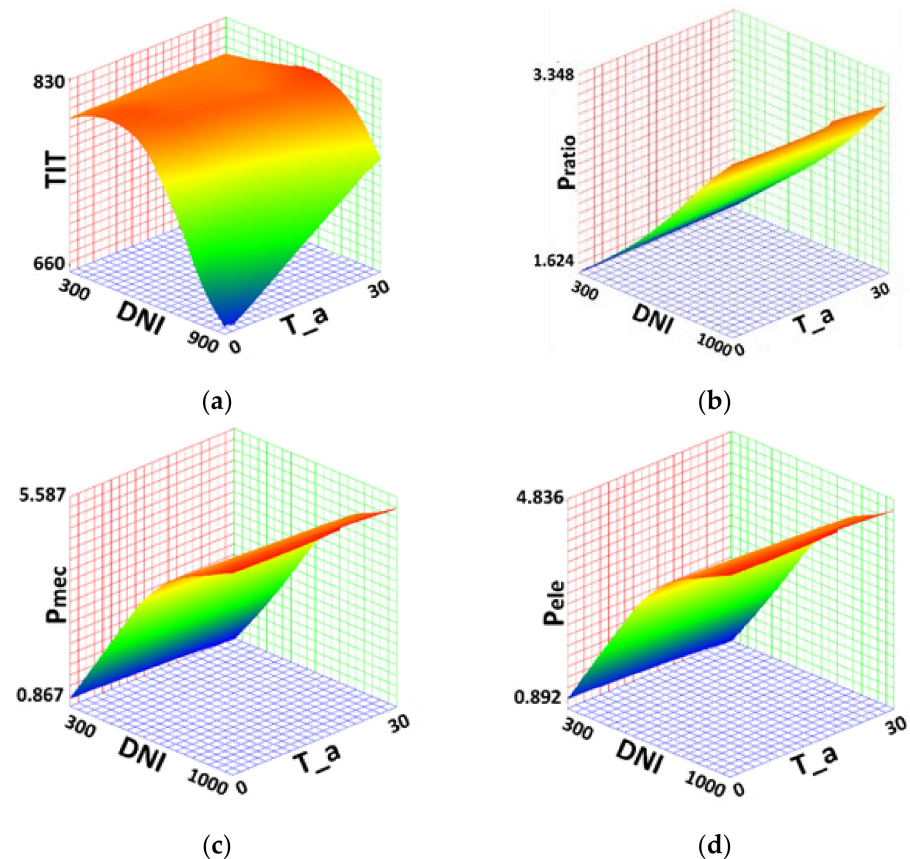 830
TIT
660
300
DNI
900
0
T_a
30
(a)
3.348
Pratio
1.624
300
DNI
1000
0
T_a
30
(b)
5.587
Pmec
0.867
300
DNI
1000
0
T_a
30
(c)
4.836
Pele
0.892
300
DNI
1000
0
T_a
30
(d)